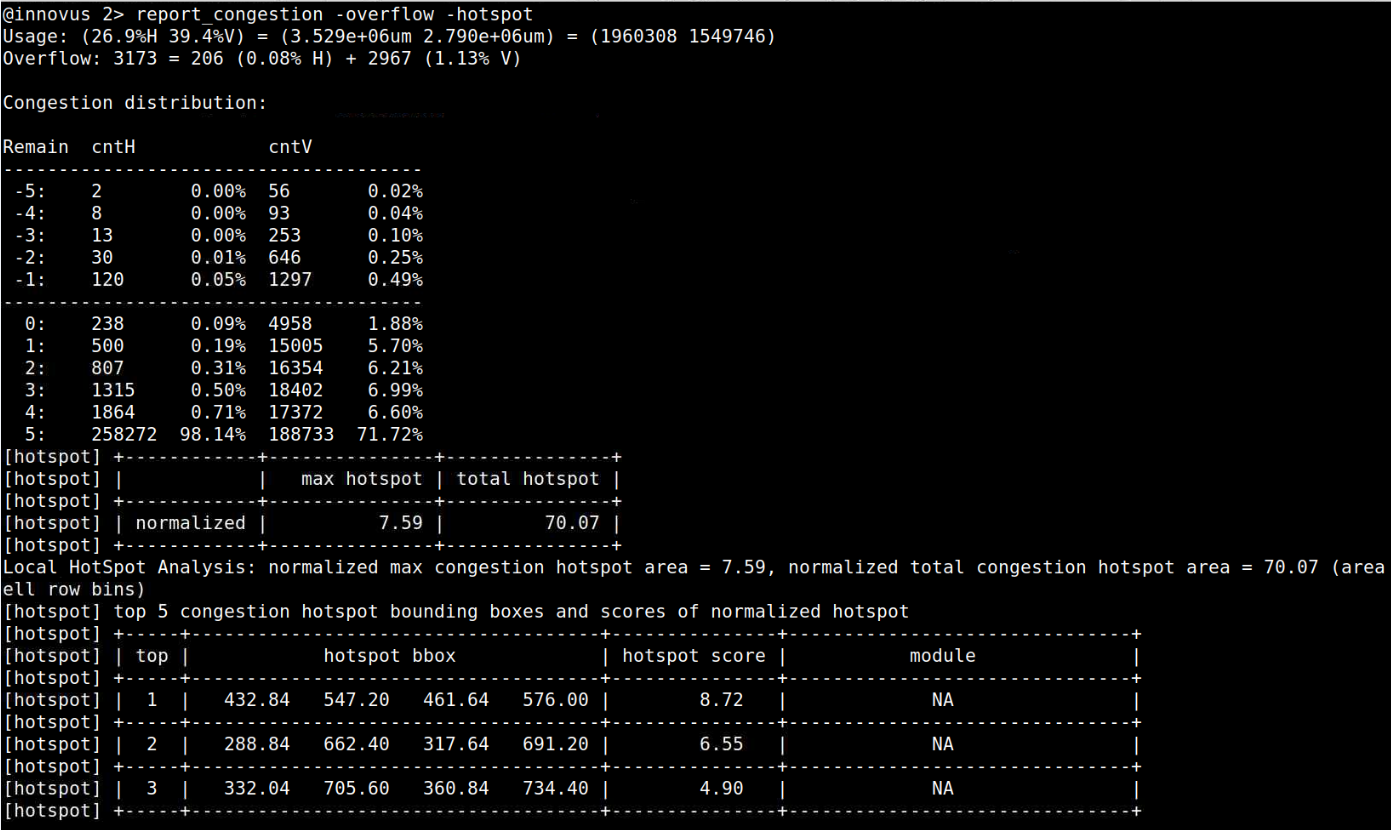 @innovus 2> report_congestion -overflow -hotspot
Usage: (26.9%H 39.4%V) = (3.529e+06um 2.790e+06um) = (1960308 1549746)
Overflow: 3173 = 206 (0.08% H) + 2967 (1.13% V)
Congestion distribution:
Remain  cntH            cntV
--------------------------------------
 -5:    2        0.00%  56       0.02%
 -4:    8        0.00%  93       0.04%
 -3:    13       0.00%  253      0.10%
 -2:    30       0.01%  646      0.25%
 -1:    120      0.05%  1297     0.49%
--------------------------------------
  0:    238      0.09%  4958     1.88%
  1:    500      0.19%  15005    5.70%
  2:    807      0.31%  16354    6.21%
  3:    1315     0.50%  18402    6.99%
  4:    1864     0.71%  17372    6.60%
  5:    258272  98.14%  188733  71.72%
[hotspot] +------------+---------------+---------------+
[hotspot] |            |   max hotspot | total hotspot |
[hotspot] +------------+---------------+---------------+
[hotspot] | normalized |          7.59 |         70.07 |
[hotspot] +------------+---------------+---------------+
Local HotSpot Analysis: normalized max congestion hotspot area = 7.59, normalized total congestion hotspot area = 70.07 (area
ell row bins)
[hotspot] top 5 congestion hotspot bounding boxes and scores of normalized hotspot
[hotspot] +-----+-------------------------------------+---------------+-------------------------------+
[hotspot] | top |            hotspot bbox             | hotspot score |           module              |
[hotspot] +-----+-------------------------------------+---------------+-------------------------------+
[hotspot] |  1  |   432.84   547.20   461.64   576.00 |        8.72   |             NA                |
[hotspot] +-----+-------------------------------------+---------------+-------------------------------+
[hotspot] |  2  |   288.84   662.40   317.64   691.20 |        6.55   |             NA                |
[hotspot] +-----+-------------------------------------+---------------+-------------------------------+
[hotspot] |  3  |   332.04   705.60   360.84   734.40 |        4.90   |             NA                |
[hotspot] +-----+-------------------------------------+---------------+-------------------------------+